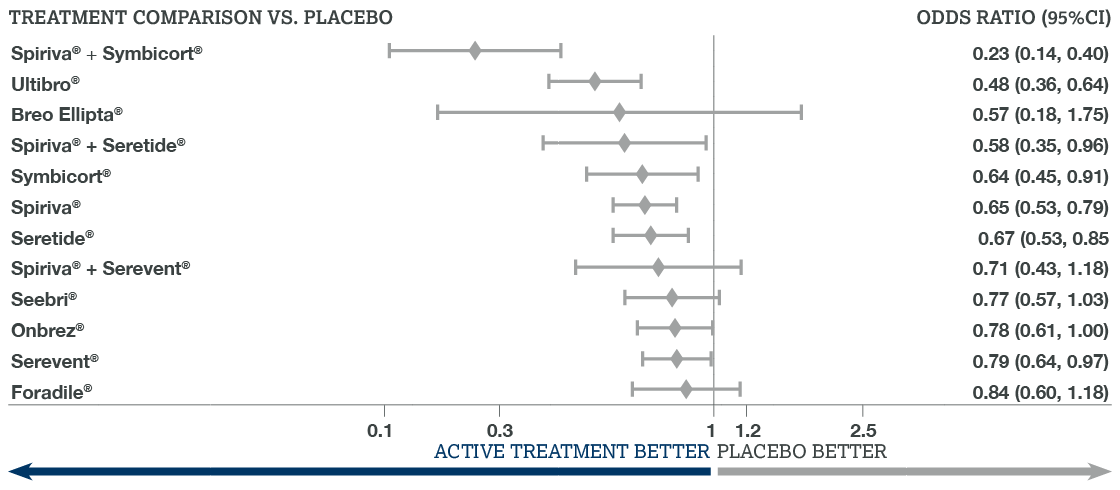 TREATMENT COMPARISON VS. PLACEBO ODDS RATIO (95%CI)
Spiriva® + Symbicort® 0.23 (0.14, 0.40)
Ultibro® 0.48 (0.36, 0.64)
Breo Ellipta® 0.57 (0.18, 1.75)
Spiriva® + Seretide® 0.58 (0.35, 0.96)
Symbicort® 0.64 (0.45, 0.91)
Spiriva® 0.65 (0.53, 0.79)
Seretide® 0.67 (0.53, 0.85
Spiriva® + Serevent® 0.71 (0.43, 1.18)
Seebri® 0.77 (0.57, 1.03)
Onbrez® 0.78 (0.61, 1.00)
Serevent® 0.79 (0.64, 0.97)
Foradile® 0.84 (0.60, 1.18)
0.1 0.3 1 1.2 2.5
ACTIVE TREATMENT BETTER PLACEBO BETTER